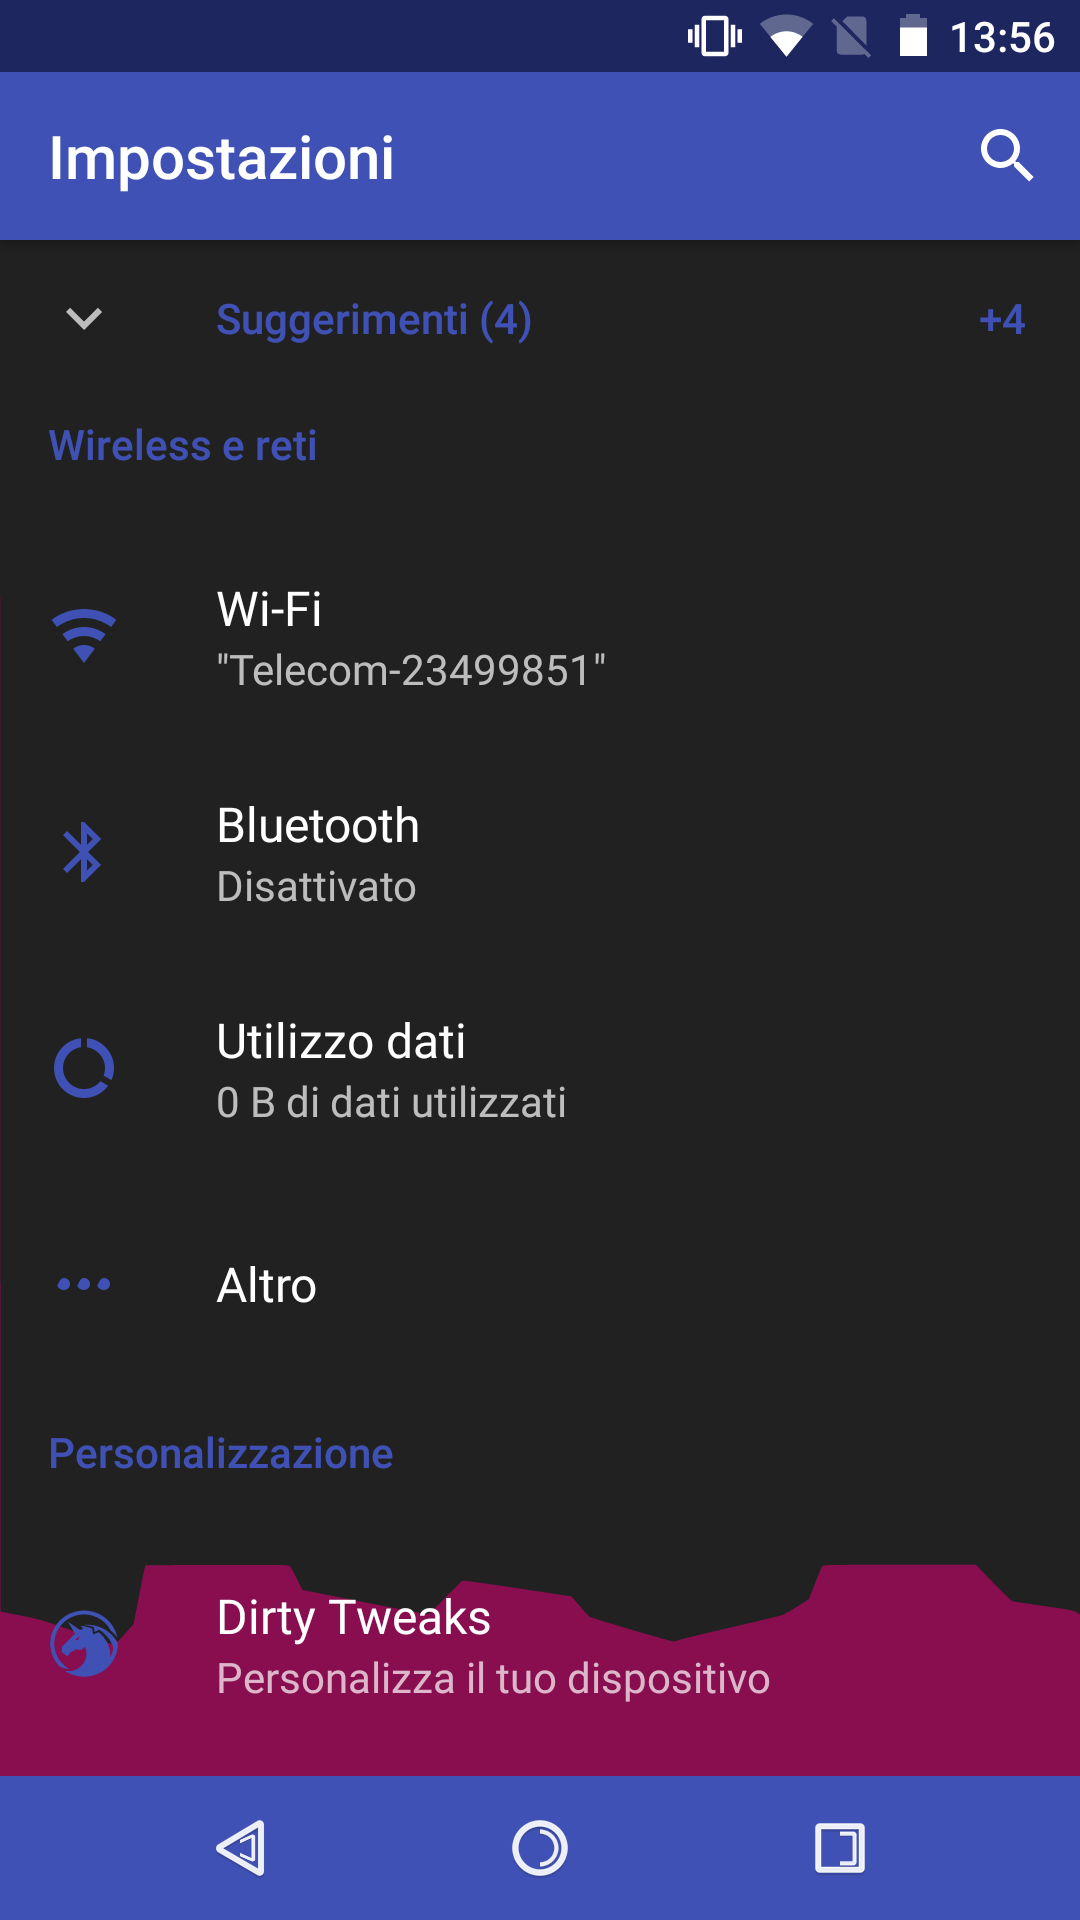 13:56
Impostazioni
Suggerimenti (4) +4
Wireless e reti
Wi-Fi
"Telecom-23499851"
Bluetooth
Disattivato
Utilizzo dati
0 B di dati utilizzati
Altro
Personalizzazione
Dirty Tweaks
Personalizza il tuo dispositivo